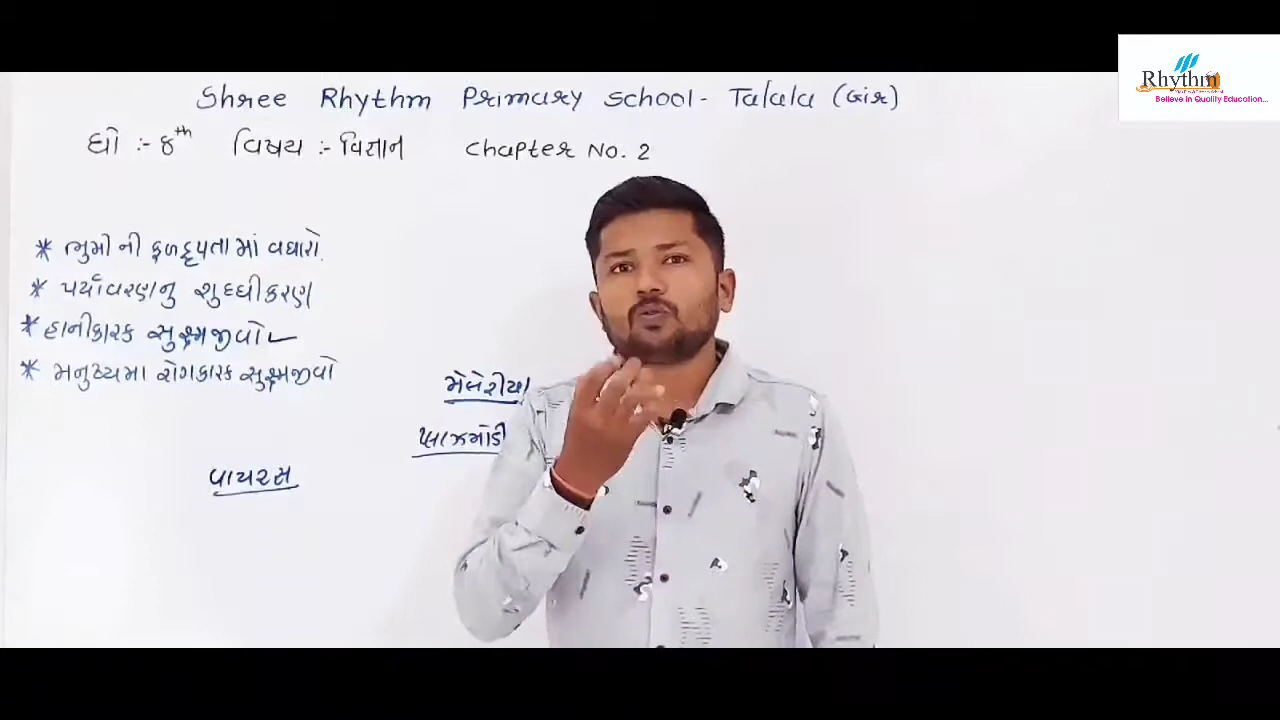 Shree Rhythm Primary School - Talala (Gir)
ધો :- 8th વિષય :- વિજ્ઞાન Chapter No. 2
* ભુમી ની ફળદ્રુપતા માં વધારો.
* પર્યાવરણનુ શુધ્ધીકરણ
* હાનીકારક સુક્ષ્મજીવો
* મનુષ્યમા રોગકારક સુક્ષ્મજીવો
મેલેરીયા
પ્લાઝમોડી
વાયરસ
Rhythm
Believe in Quality Education...